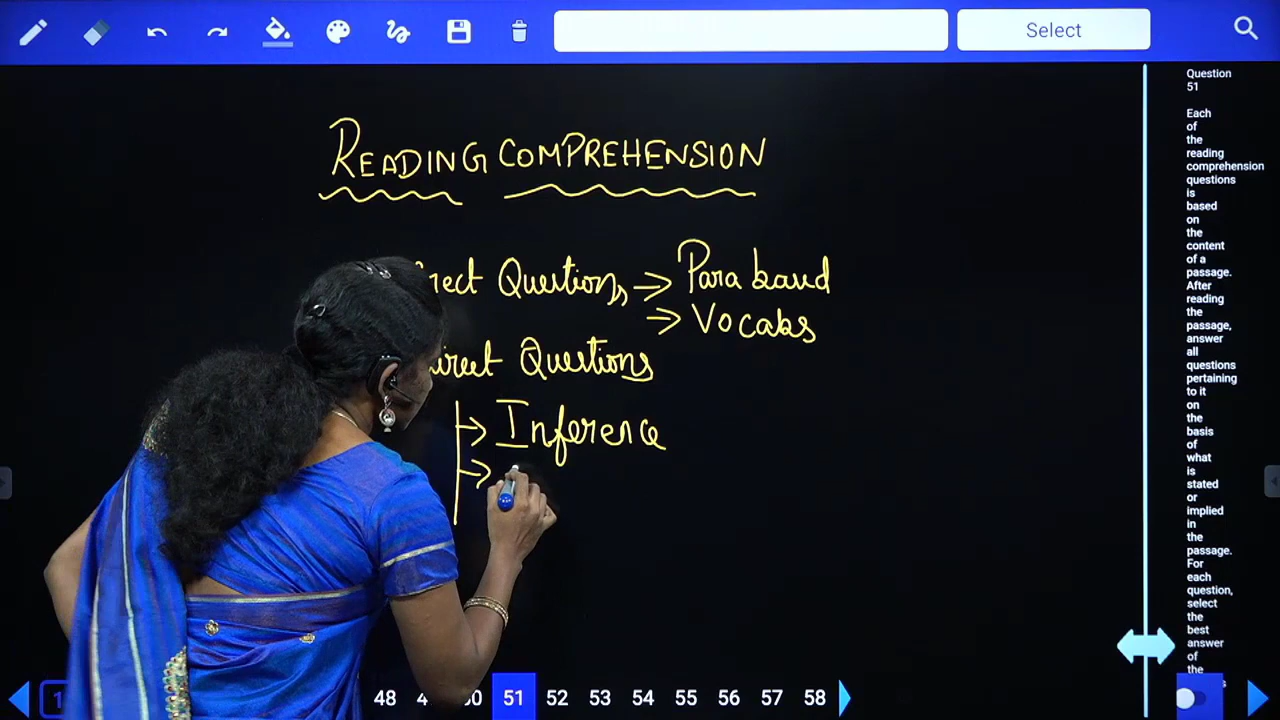 Select
READING COMPREHENSION
Questions → Para based
→ Vocabs
Questions
→ Inference
→
48 51 52 53 54 55 56 57 58
Question
51
Each
of
the
reading
comprehension
questions
is
based
on
the
content
of a
passage.
After
reading
the
passage,
answer
all
questions
pertaining
to it
on
the
basis
of
what
is
stated
or
implied
in
the
passage.
For
each
question,
select
the
best
answer
of
the